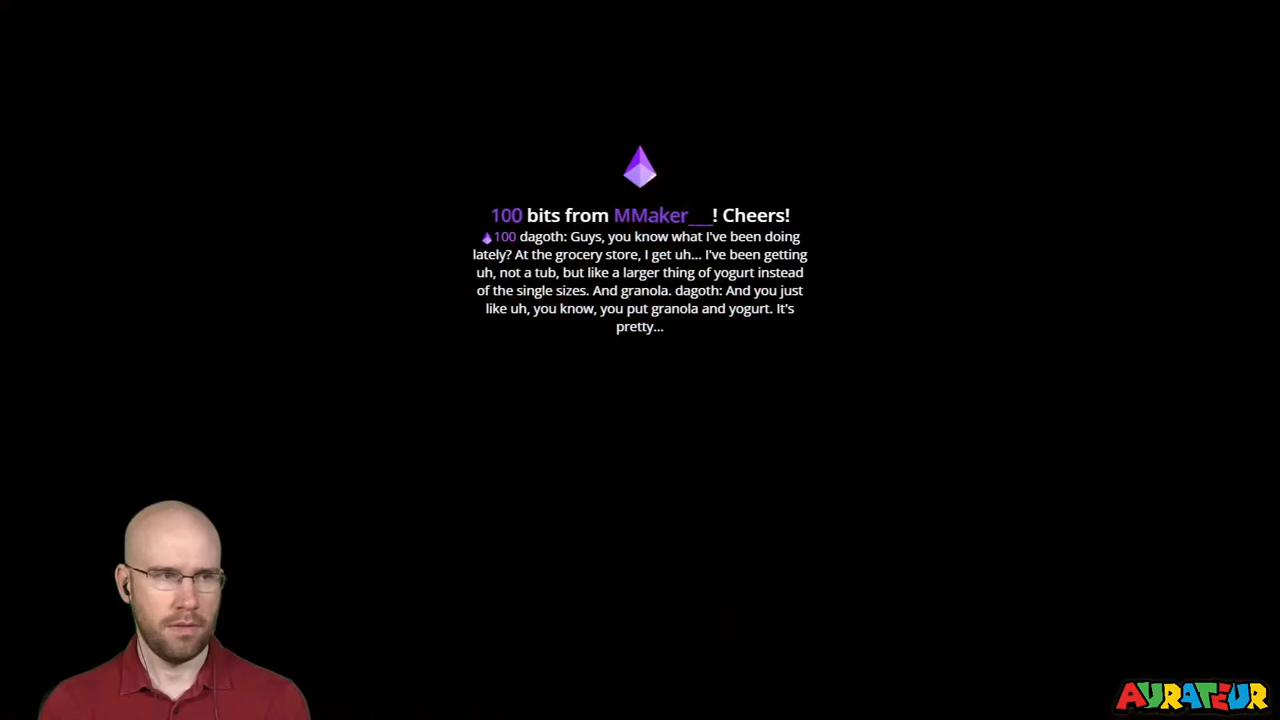 100 bits from MMaker___! Cheers!
100 dagoth: Guys, you know what I've been doing
lately? At the grocery store, I get uh... I've been getting
uh, not a tub, but like a larger thing of yogurt instead
of the single sizes. And granola. dagoth: And you just
like uh, you know, you put granola and yogurt. It's
pretty...
AURATEUR